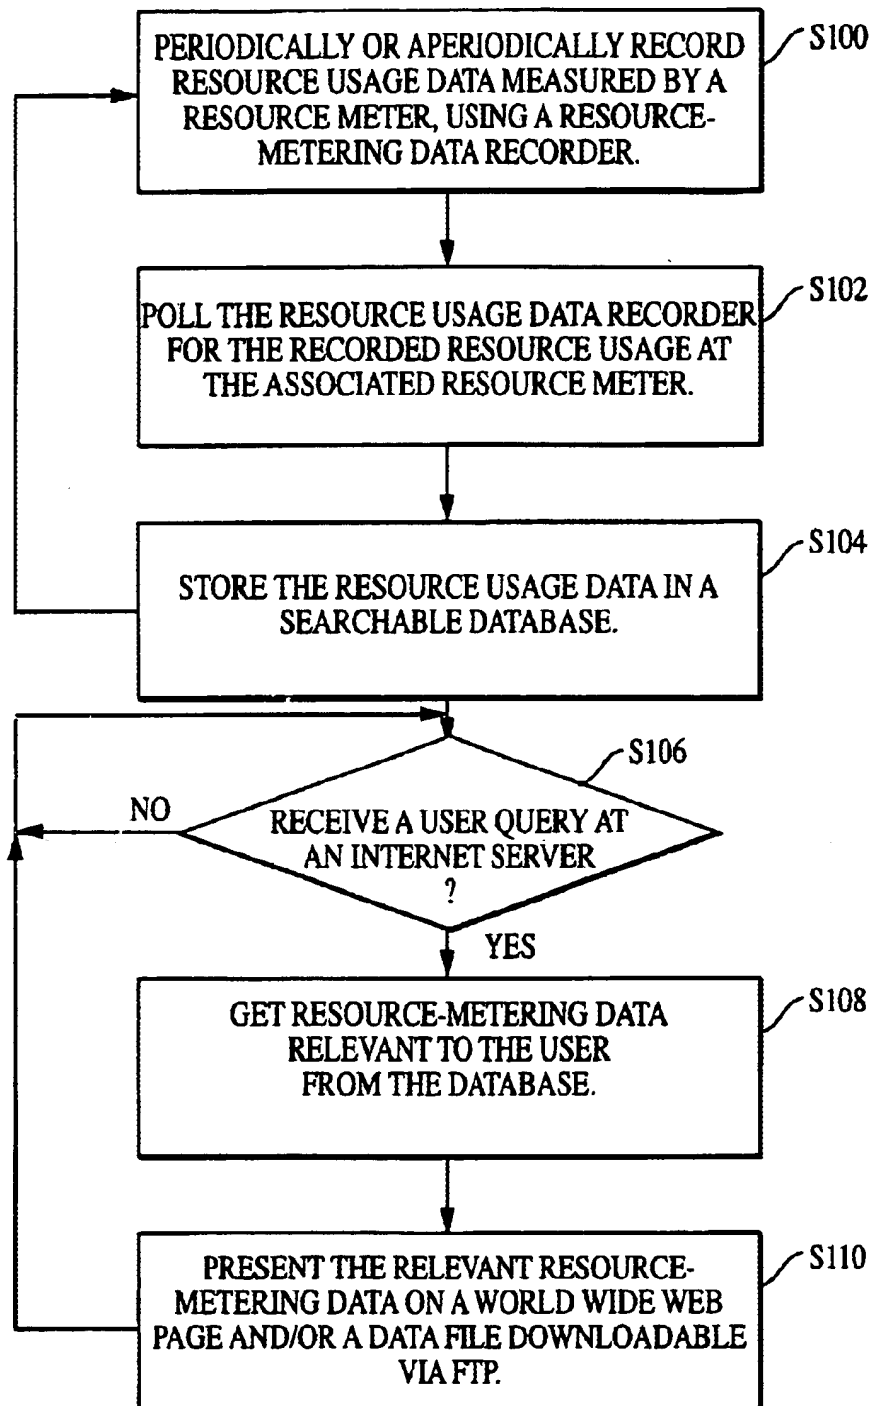 PERIODICALLY OR APERIODICALLY RECORD
RESOURCE USAGE DATA MEASURED BY A
RESOURCE METER, USING A RESOURCE-
METERING DATA RECORDER.
S100
POLL THE RESOURCE USAGE DATA RECORDER
FOR THE RECORDED RESOURCE USAGE AT
THE ASSOCIATED RESOURCE METER.
S102
STORE THE RESOURCE USAGE DATA IN A
SEARCHABLE DATABASE.
S104
RECEIVE A USER QUERY AT
AN INTERNET SERVER
?
S106
NO
YES
GET RESOURCE-METERING DATA
RELEVANT TO THE USER
FROM THE DATABASE.
S108
PRESENT THE RELEVANT RESOURCE-
METERING DATA ON A WORLD WIDE WEB
PAGE AND/OR A DATA FILE DOWNLOADABLE
VIA FTP.
S110